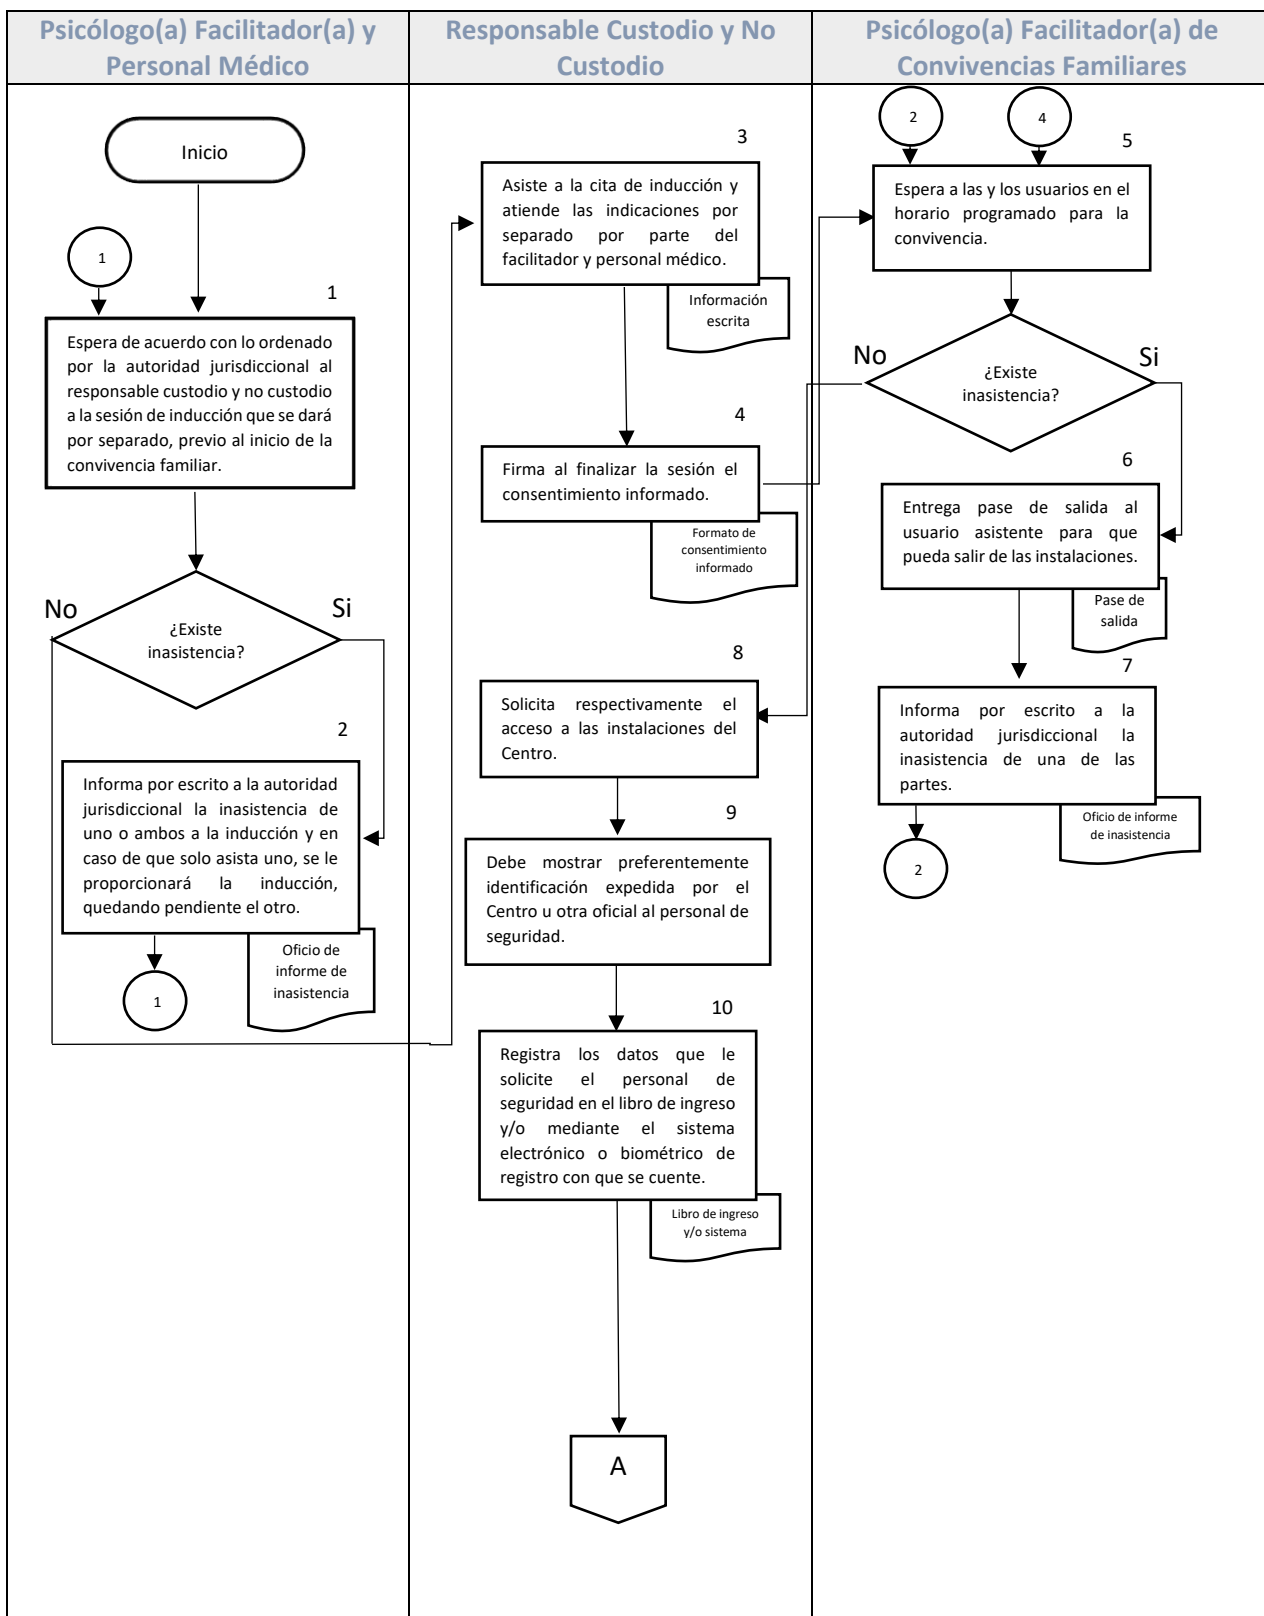 Psicólogo(a) Facilitador(a) y
Personal Médico
Responsable Custodio y No
Custodio
Psicólogo(a) Facilitador(a) de
Convivencias Familiares
Inicio
1
1
Espera de acuerdo con lo ordenado
por la autoridad jurisdiccional al
responsable custodio y no custodio
a la sesión de inducción que se dará
por separado, previo al inicio de la
convivencia familiar.
No
Si
¿Existe
inasistencia?
2
Informa por escrito a la autoridad
jurisdiccional la inasistencia de
uno o ambos a la inducción y en
caso de que solo asista uno, se le
proporcionará la inducción,
quedando pendiente el otro.
Oficio de
informe de
inasistencia
1
3
Asiste a la cita de inducción y
atiende las indicaciones por
separado por parte del
facilitador y personal médico.
Información
escrita
4
Firma al finalizar la sesión el
consentimiento informado.
Formato de
consentimiento
informado
8
Solicita respectivamente el
acceso a las instalaciones del
Centro.
9
Debe mostrar preferentemente
identificación expedida por el
Centro u otra oficial al personal de
seguridad.
10
Registra los datos que le
solicite el personal de
seguridad en el libro de ingreso
y/o mediante el sistema
electrónico o biométrico de
registro con que se cuente.
Libro de ingreso
y/o sistema
A
2
4
5
Espera a las y los usuarios en el
horario programado para la
convivencia.
No
Si
¿Existe
inasistencia?
6
Entrega pase de salida al
usuario asistente para que
pueda salir de las instalaciones.
Pase de
salida
7
Informa por escrito a la
autoridad jurisdiccional la
inasistencia de una de las
partes.
Oficio de informe
de inasistencia
2